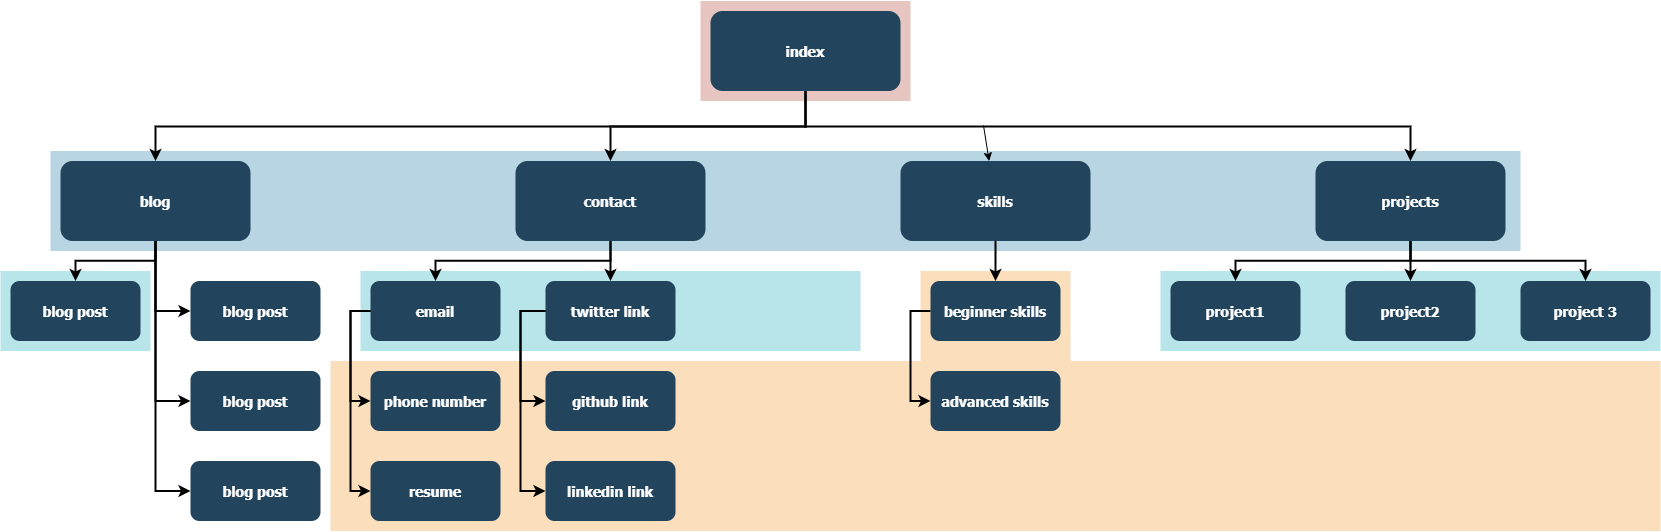 index
blog
contact
skills
projects
blog post
blog post
email
twitter link
beginner skills
project1
project2
project 3
blog post
phone number
github link
advanced skills
blog post
resume
linkedin link